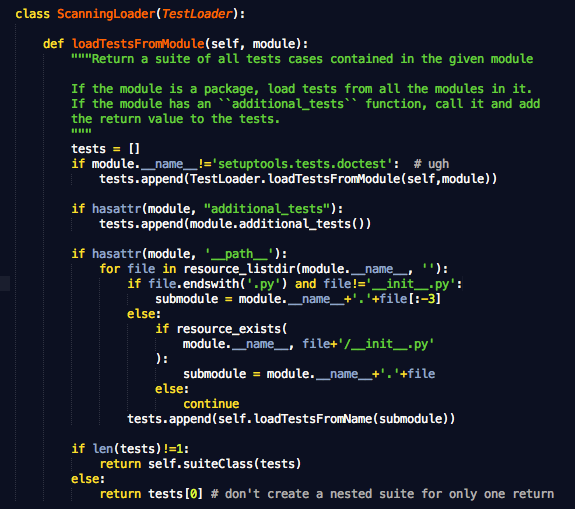 class ScanningLoader(TestLoader):
def loadTestsFromModule(self, module):
"""Return a suite of all tests cases contained in the given module
If the module is a package, load tests from all the modules in it.
If the module has an ``additional_tests`` function, call it and add
the return value to the tests.
"""
tests = []
if module.__name__!='setuptools.tests.doctest':  # ugh
tests.append(TestLoader.loadTestsFromModule(self,module))
if hasattr(module, "additional_tests"):
tests.append(module.additional_tests())
if hasattr(module, '__path__'):
for file in resource_listdir(module.__name__, ''):
if file.endswith('.py') and file!='__init__.py':
submodule = module.__name__+'.'+file[:-3]
else:
if resource_exists(
module.__name__, file+'/__init__.py'
):
submodule = module.__name__+'.'+file
else:
continue
tests.append(self.loadTestsFromName(submodule))
if len(tests)!=1:
return self.suiteClass(tests)
else:
return tests[0] # don't create a nested suite for only one return